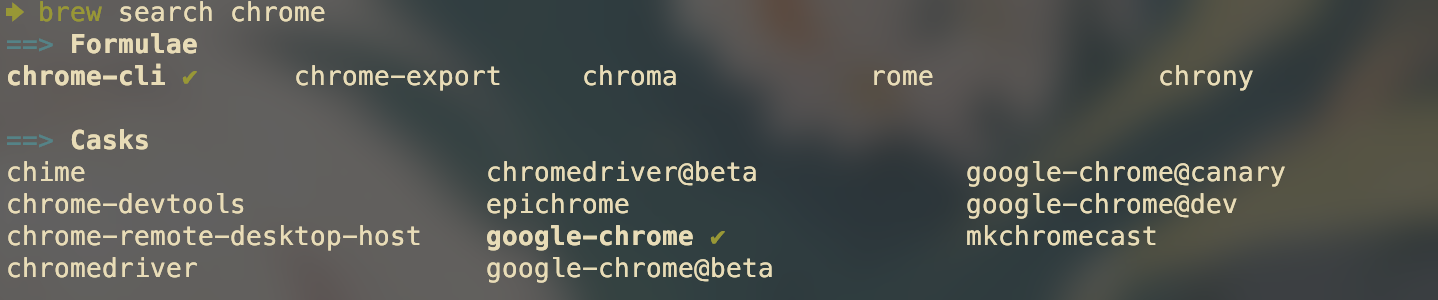 ➜ brew search chrome
==> Formulae
chrome-cli ✔ chrome-export chroma rome chrony
==> Casks
chime chromedriver@beta google-chrome@canary
chrome-devtools epichrome google-chrome@dev
chrome-remote-desktop-host google-chrome ✔ mkchromecast
chromedriver google-chrome@beta